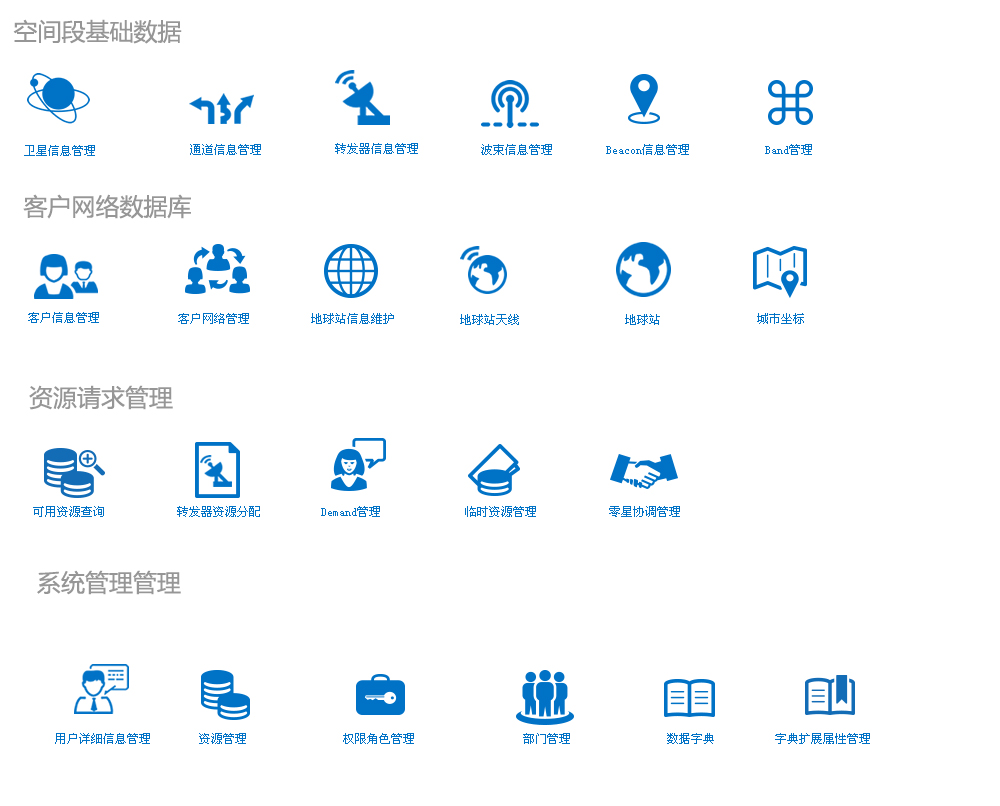 空间段基础数据
卫星信息管理
通道信息管理
转发器信息管理
波束信息管理
Beacon信息管理
Band管理
客户网络数据库
客户信息管理
客户网络管理
地球站信息维护
地球站天线
地球站
城市坐标
资源请求管理
可用资源查询
转发器资源分配
Demand管理
临时资源管理
零星协调管理
系统管理管理
用户详细信息管理
资源管理
权限角色管理
部门管理
数据字典
字典扩展属性管理